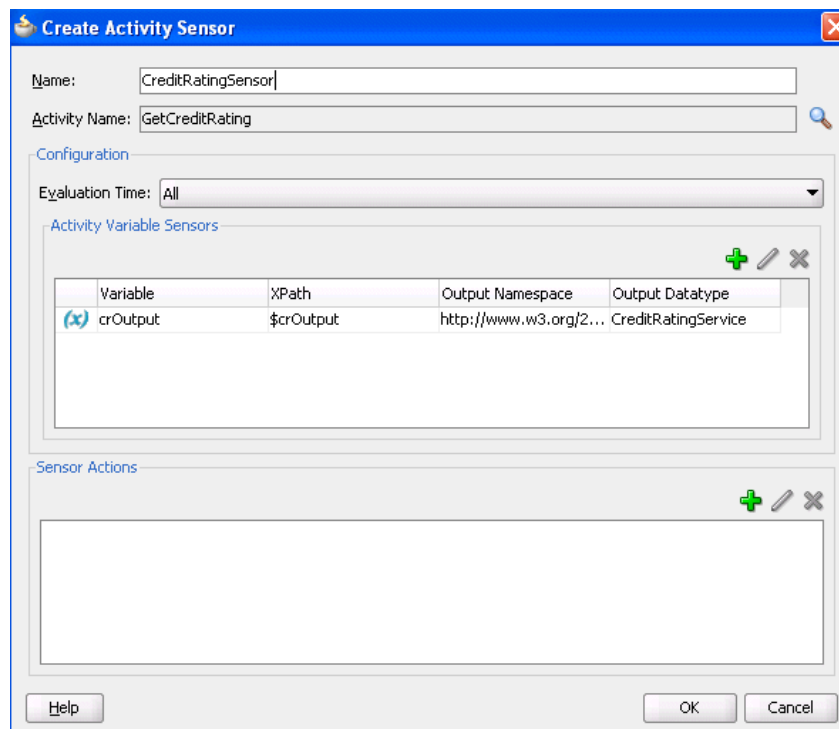 Create Activity Sensor
Name: CreditRatingSensor
Activity Name: GetCreditRating
Configuration
Evaluation Time: All
Activity Variable Sensors
Variable XPath Output Namespace Output Datatype
(x) crOutput $crOutput http://www.w3.org/2... CreditRatingService
Sensor Actions
Help OK Cancel